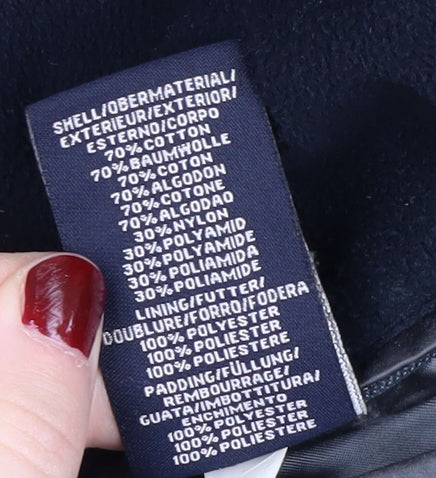 SHELL/OBERMATERIAL/
EXTERIEUR/EXTERIOR/
ESTERNO/CORPO
70% COTTON
70% BAUMWOLLE
70% COTON
70% ALGODON
70% COTONE
70% ALGODAO
30% NYLON
30% POLYAMID
30% POLYAMIDE
30% POLIAMIDA
30% POLIAMIDE
LINING/FUTTER/
DOUBLURE/FORRO/FODERA
100% POLYESTER
100% POLIESTERE
100% POLIESTERE
PADDING/FÜLLUNG/
REMBOURRAGE/
GUATA/IMBOTTITURA/
ENCHIMENTO
100% POLYESTER
100% POLIESTERE
100% POLIESTERE